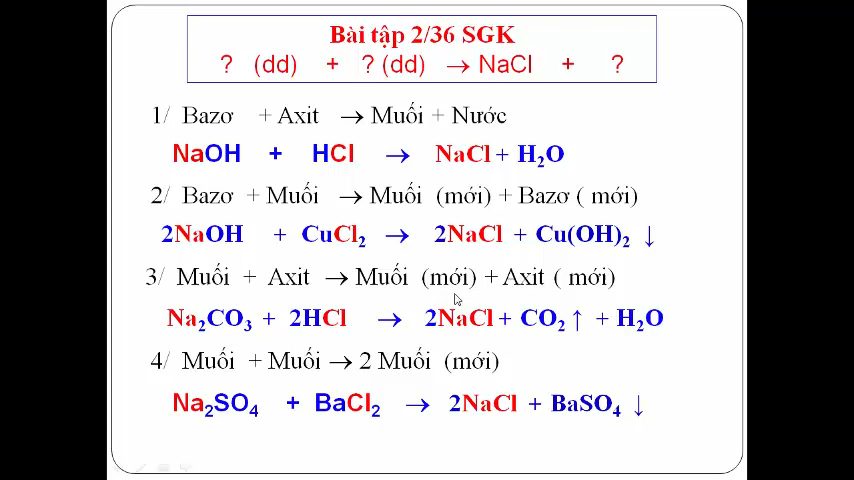 Bài tập 2/36 SGK
? (dd) + ? (dd) → NaCl + ?
1/ Bazơ + Axit → Muối + Nước
NaOH + HCl → NaCl + H₂O
2/ Bazơ + Muối → Muối (mới) + Bazơ ( mới)
2NaOH + CuCl₂ → 2NaCl + Cu(OH)₂ ↓
3/ Muối + Axit → Muối (mới) + Axit ( mới)
Na₂CO₃ + 2HCl → 2NaCl + CO₂ ↑ + H₂O
4/ Muối + Muối → 2 Muối (mới)
Na₂SO₄ + BaCl₂ → 2NaCl + BaSO₄ ↓